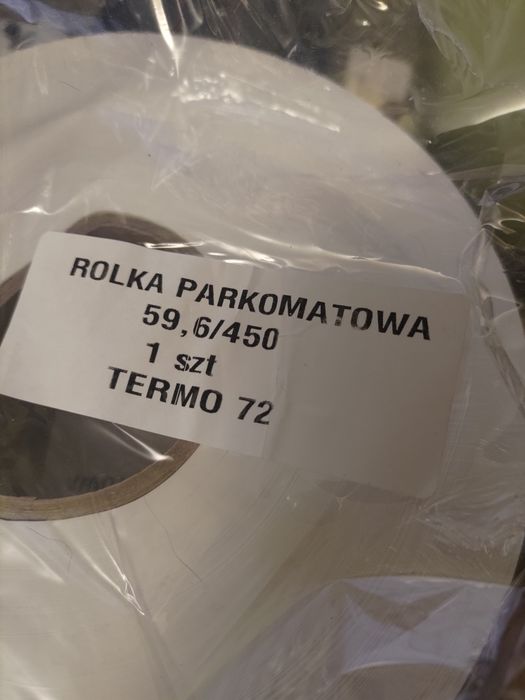 ROLKA PARKOMATOWA
59,6/450
1 szt
TERMO 72